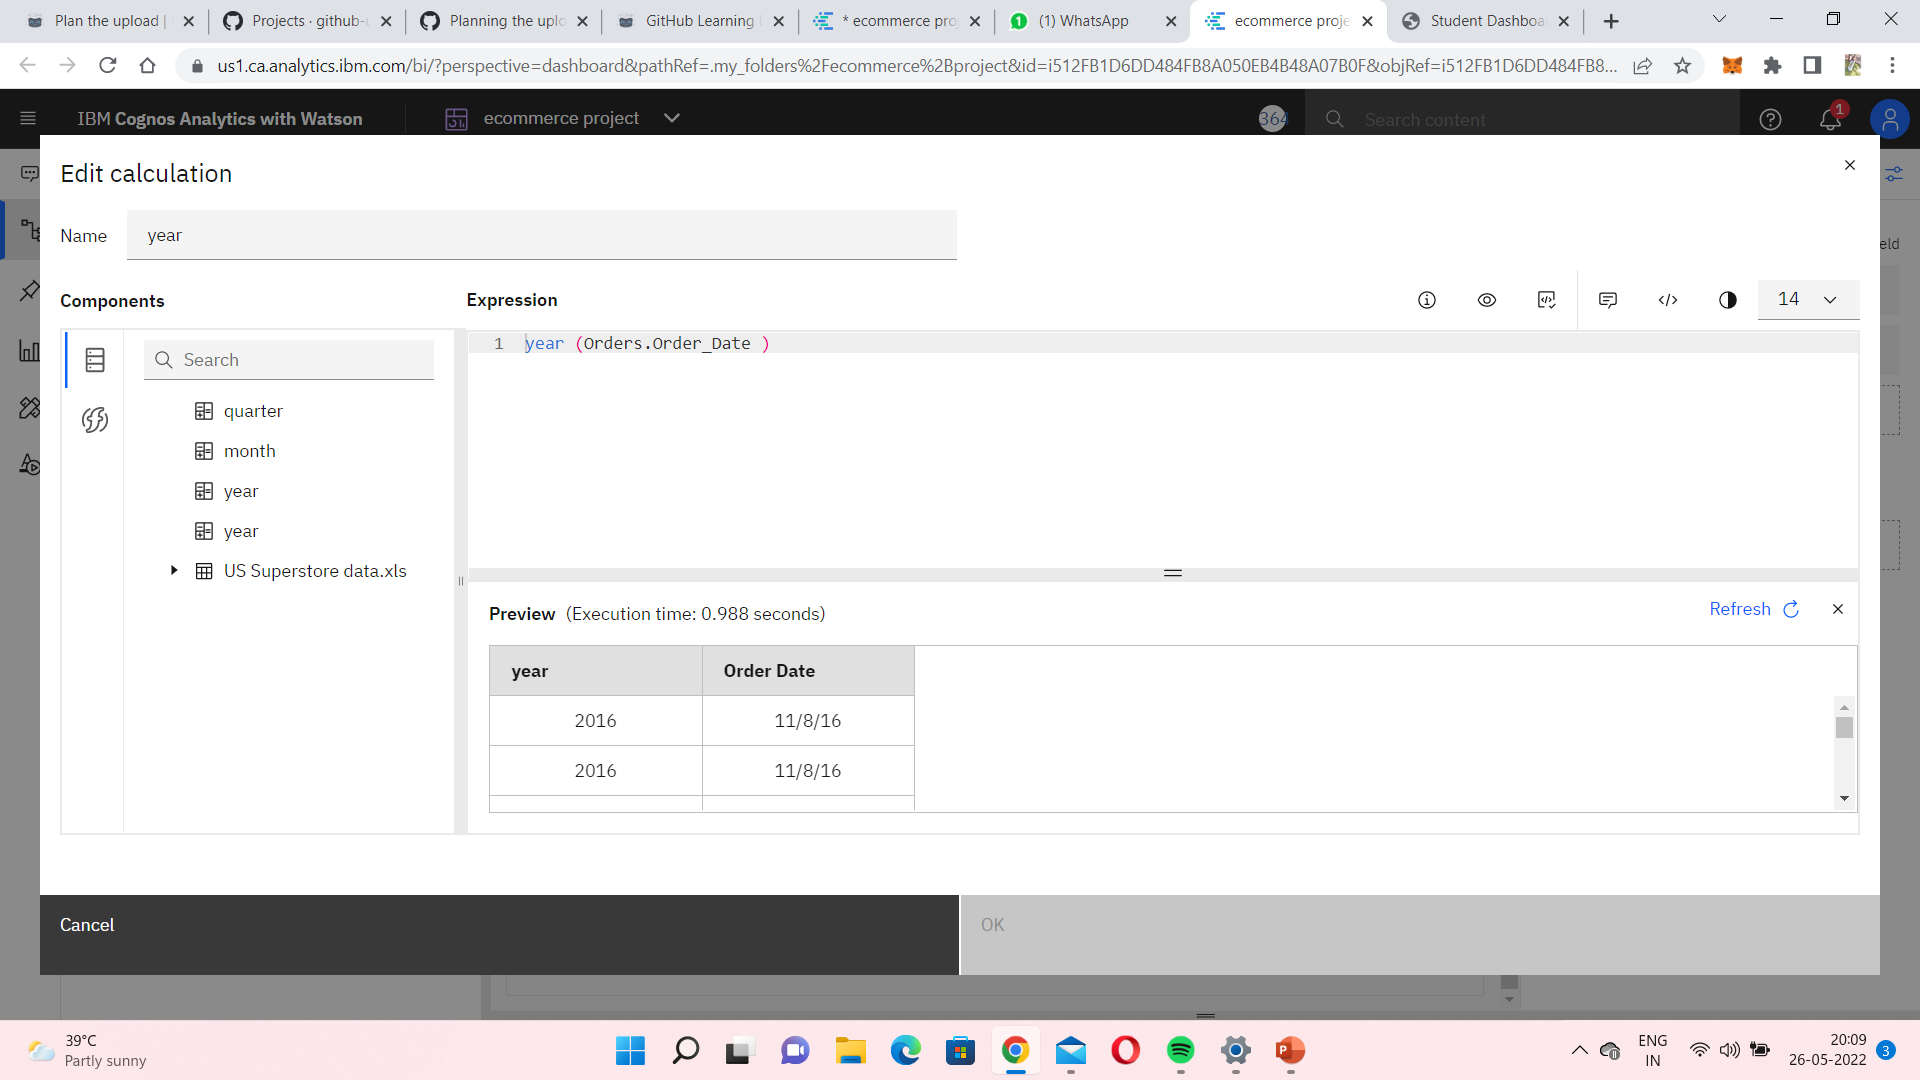 Plan the upload |
Projects · github-u
Planning the uplo
GitHub Learning L
* ecommerce pro
(1) WhatsApp
ecommerce proje
Student Dashboar
us1.ca.analytics.ibm.com/bi/?perspective=dashboard&pathRef=.my_folders%2Fecommerce%2Bproject&id=i512FB1D6DD484FB8A050EB4B48A07B0F&objRef=i512FB1D6DD484FB8...
IBM Cognos Analytics with Watson
ecommerce project
364
Search content
1
Edit calculation
Name
year
eld
Components
Expression
14
Search
1 year (Orders.Order_Date )
quarter
month
year
year
US Superstore data.xls
Preview (Execution time: 0.988 seconds)
Refresh
year Order Date
2016 11/8/16
2016 11/8/16
Cancel
OK
39°C
Partly sunny
ENG
IN
20:09
26-05-2022
3